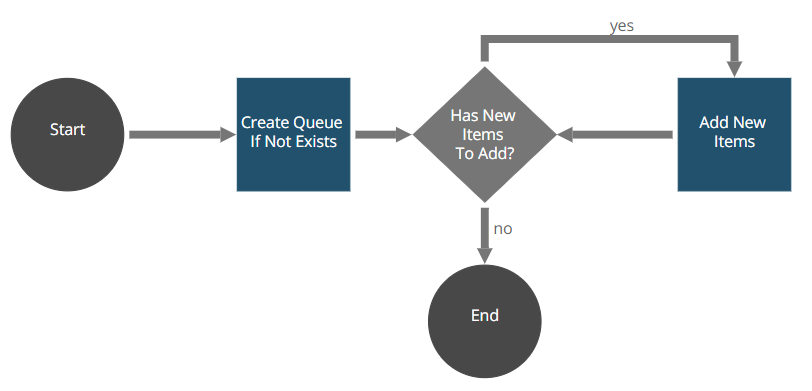 yes
Start
Create Queue
If Not Exists
Has New
Items
To Add?
Add New
Items
no
End